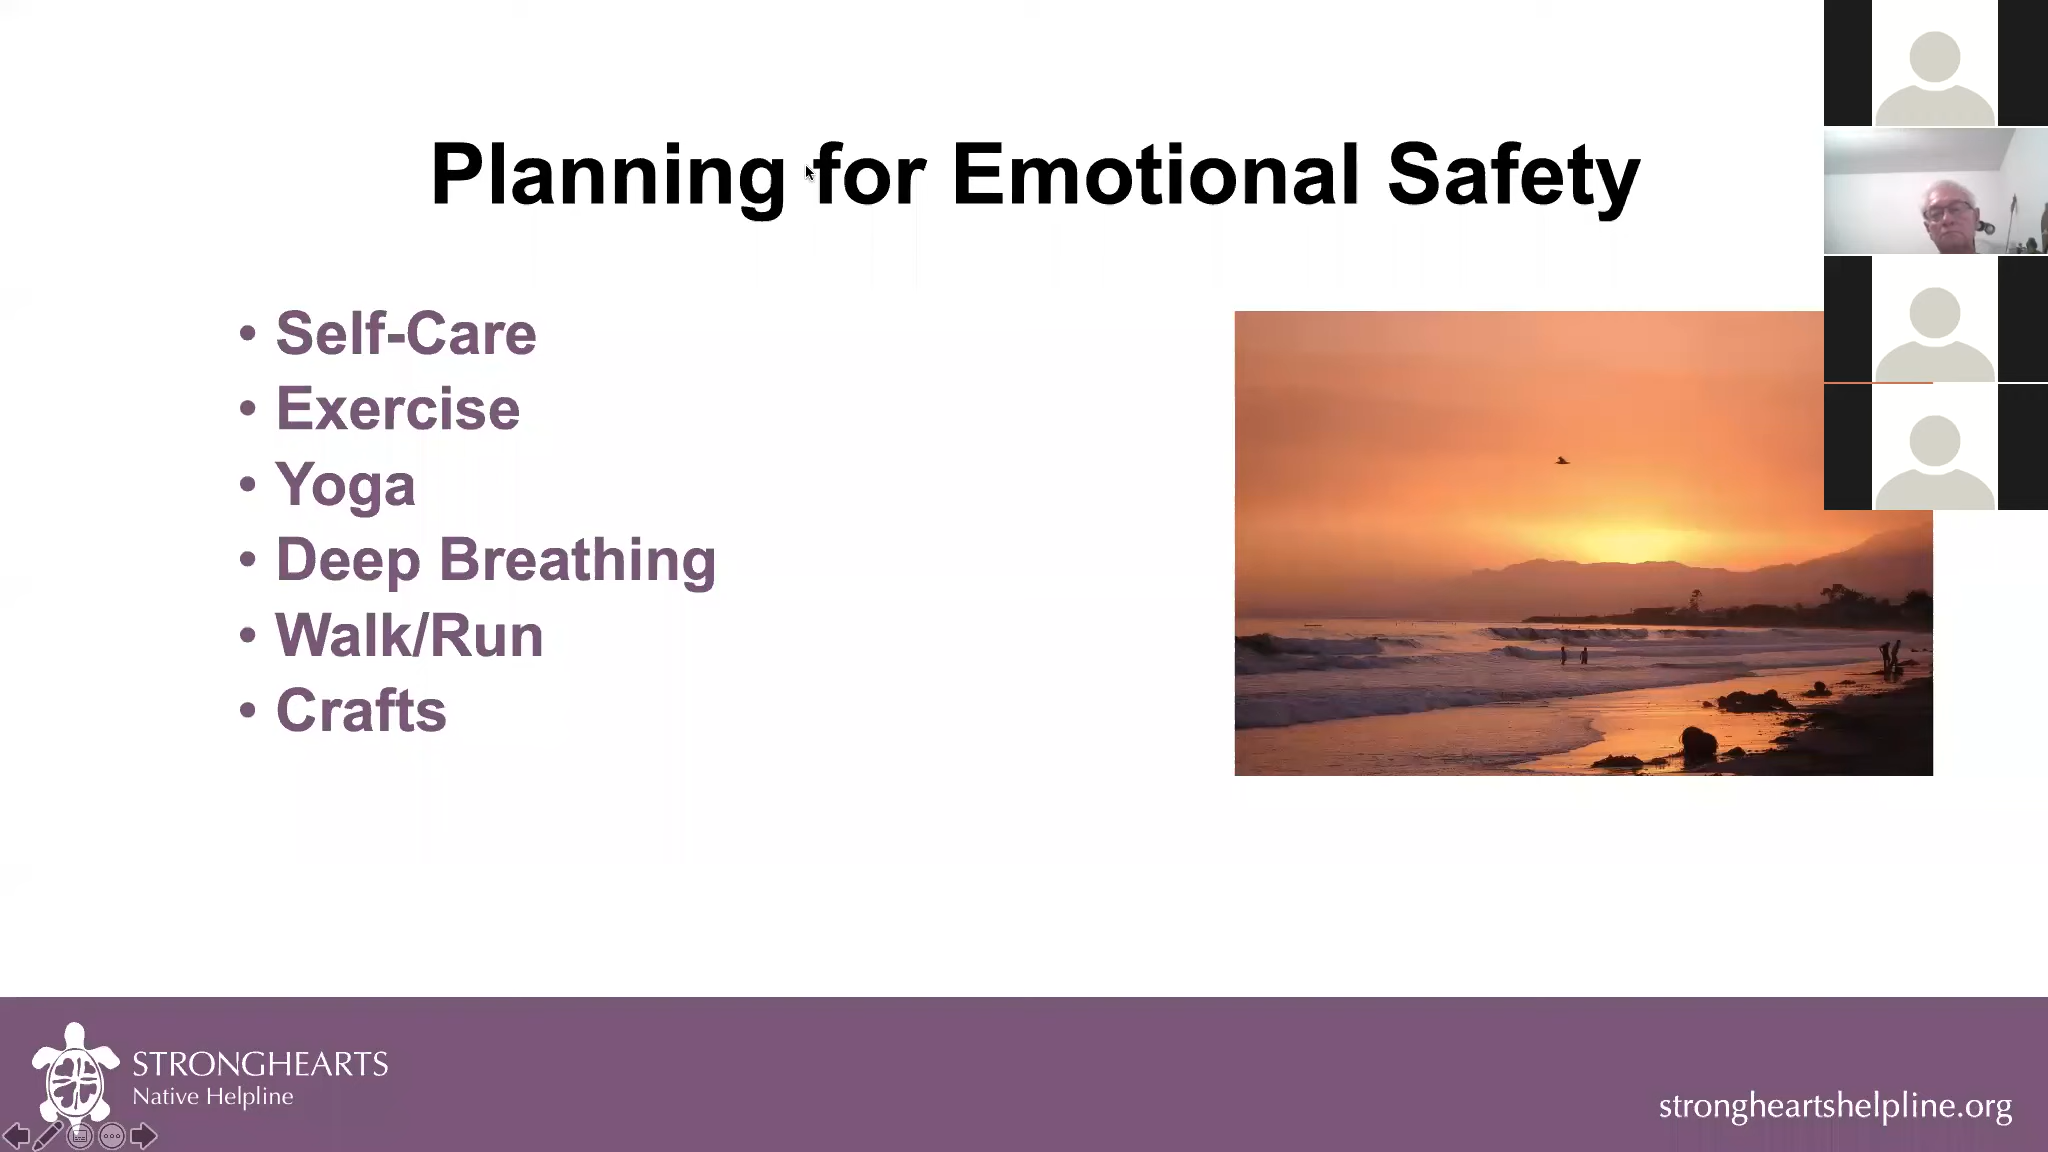 Planning for Emotional Safety
• Self-Care
• Exercise
• Yoga
• Deep Breathing
• Walk/Run
• Crafts
STRONGHEARTS
Native Helpline
strongheartshelpline.org